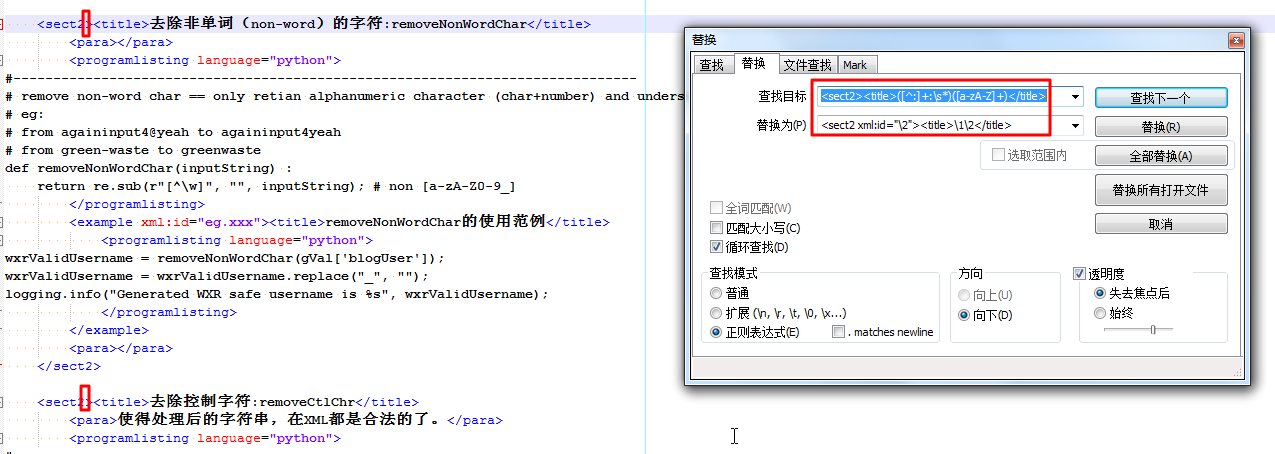 <sect2><title>去除非单词（non-word）的字符:removeNonWordChar</title>
<para></para>
<programlisting language="python">
#----------------------------------------------------------------------------
# remove non-word char == only retian alphanumeric character (char+number) and unders
# eg:
# from againinput4@yeah to againinput4yeah
# from green-waste to greenwaste
def removeNonWordChar(inputString) :
return re.sub(r"[^\w]", "", inputString); # non [a-zA-Z0-9_]
</programlisting>
<example xml:id="eg.xxx"><title>removeNonWordChar的使用范例</title>
<programlisting language="python">
wxrValidUsername = removeNonWordChar(gVal['blogUser']);
wxrValidUsername = wxrValidUsername.replace("_", "");
logging.info("Generated WXR safe username is %s", wxrValidUsername);
</programlisting>
</example>
<para></para>
</sect2>
<sect2><title>去除控制字符:removeCtlChr</title>
<para>使得处理后的字符串，在XML都是合法的了。</para>
<programlisting language="python">
替换
查找 替换 文件查找 Mark
查找目标 <sect2><title>([^:]+:\s*)([a-zA-Z]+)</title> 查找下一个
替换为(P) <sect2 xml:id="\2"><title>\1\2</title> 替换(R)
选取范围内 全部替换(A)
替换所有打开文件
全词匹配(W) 取消
匹配大小写(C)
循环查找(D)
查找模式 方向 透明度
普通 向上(U) 失去焦点后
扩展 (\n, \r, \t, \0, \x...) 向下(D) 始终
正则表达式(E) . matches newline